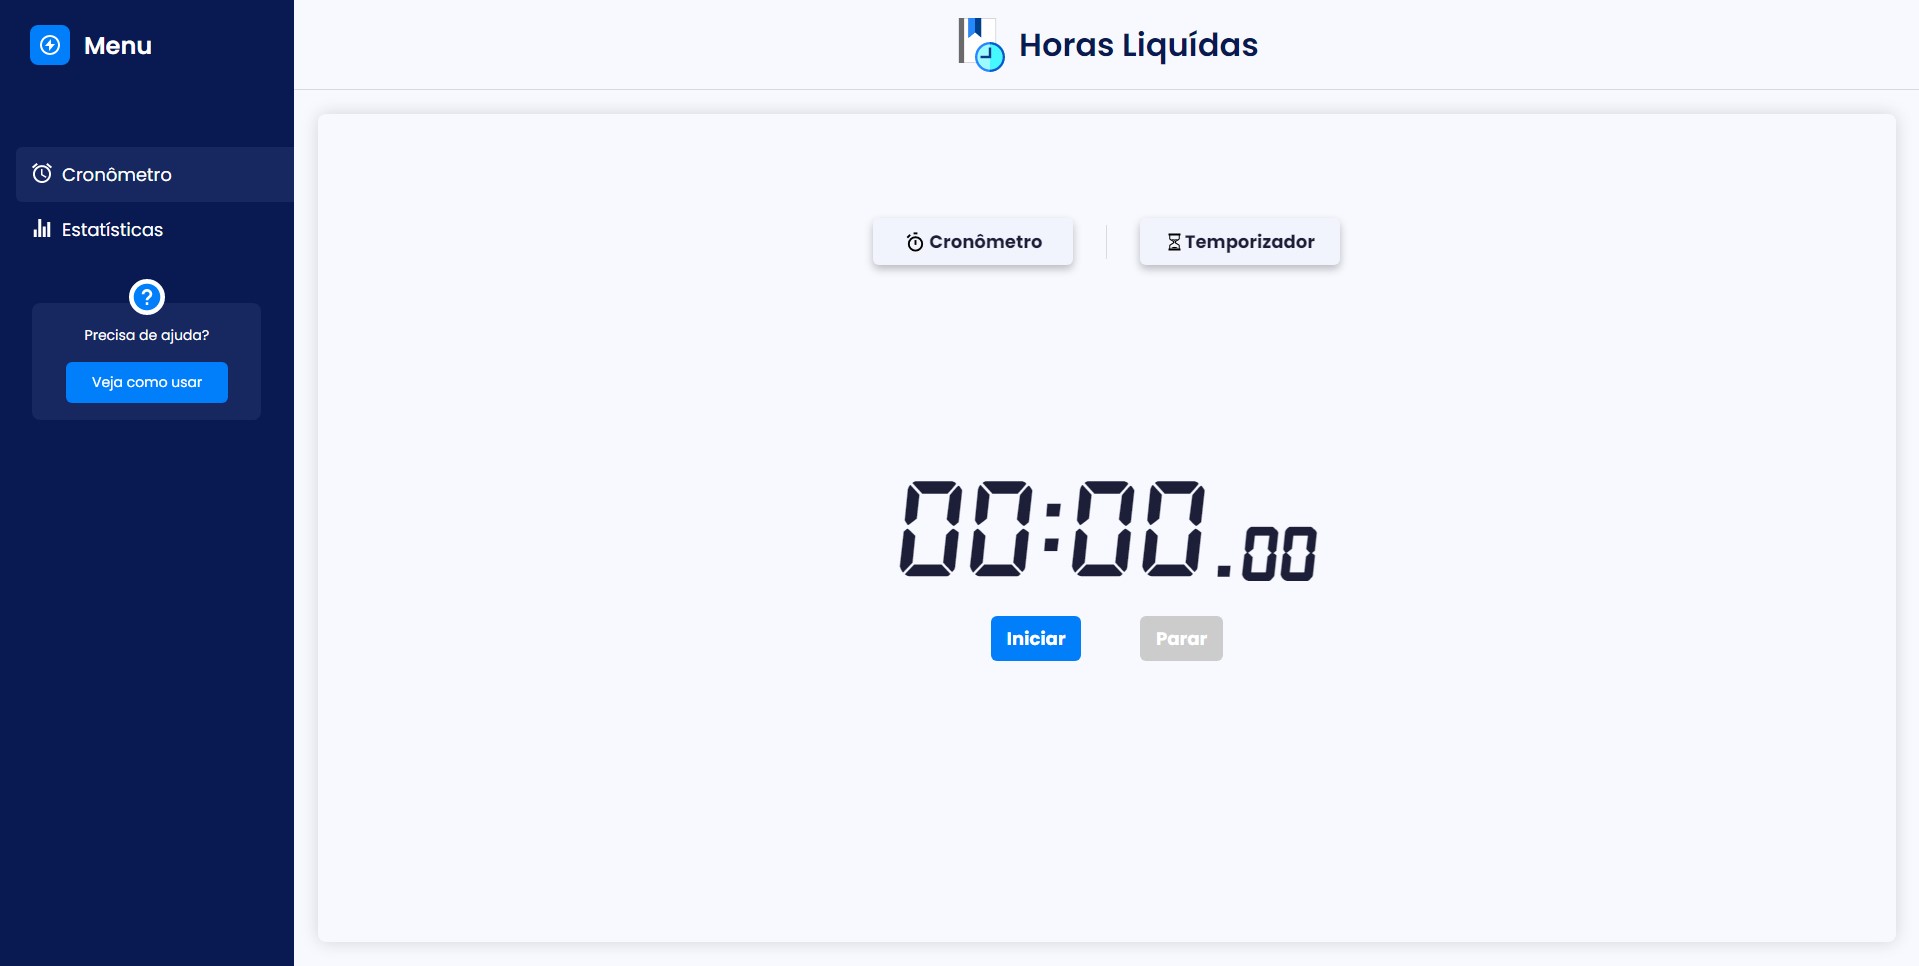 Menu
Horas Liquídas
Cronômetro
Estatísticas
?
Precisa de ajuda?
Veja como usar
Cronômetro
Temporizador
00:00.00
Iniciar
Parar